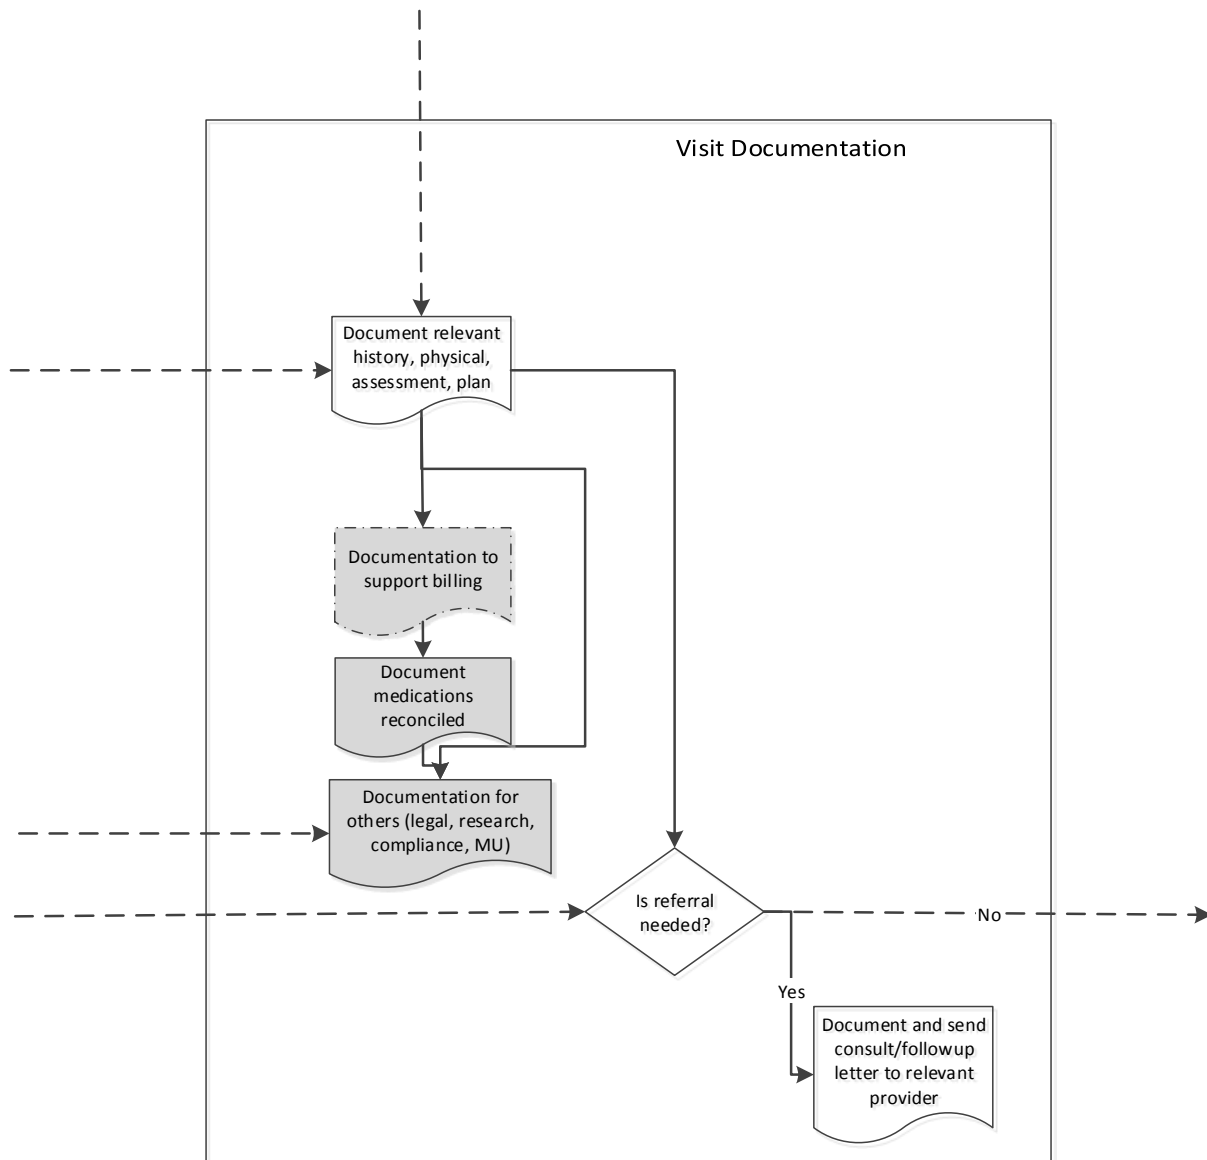 Visit Documentation
Document relevant
history, physical,
assessment, plan
Documentation to
support billing
Document
medications
reconciled
Documentation for
others (legal, research,
compliance, MU)
Is referral
needed?
No
Yes
Document and send
consult/followup
letter to relevant
provider